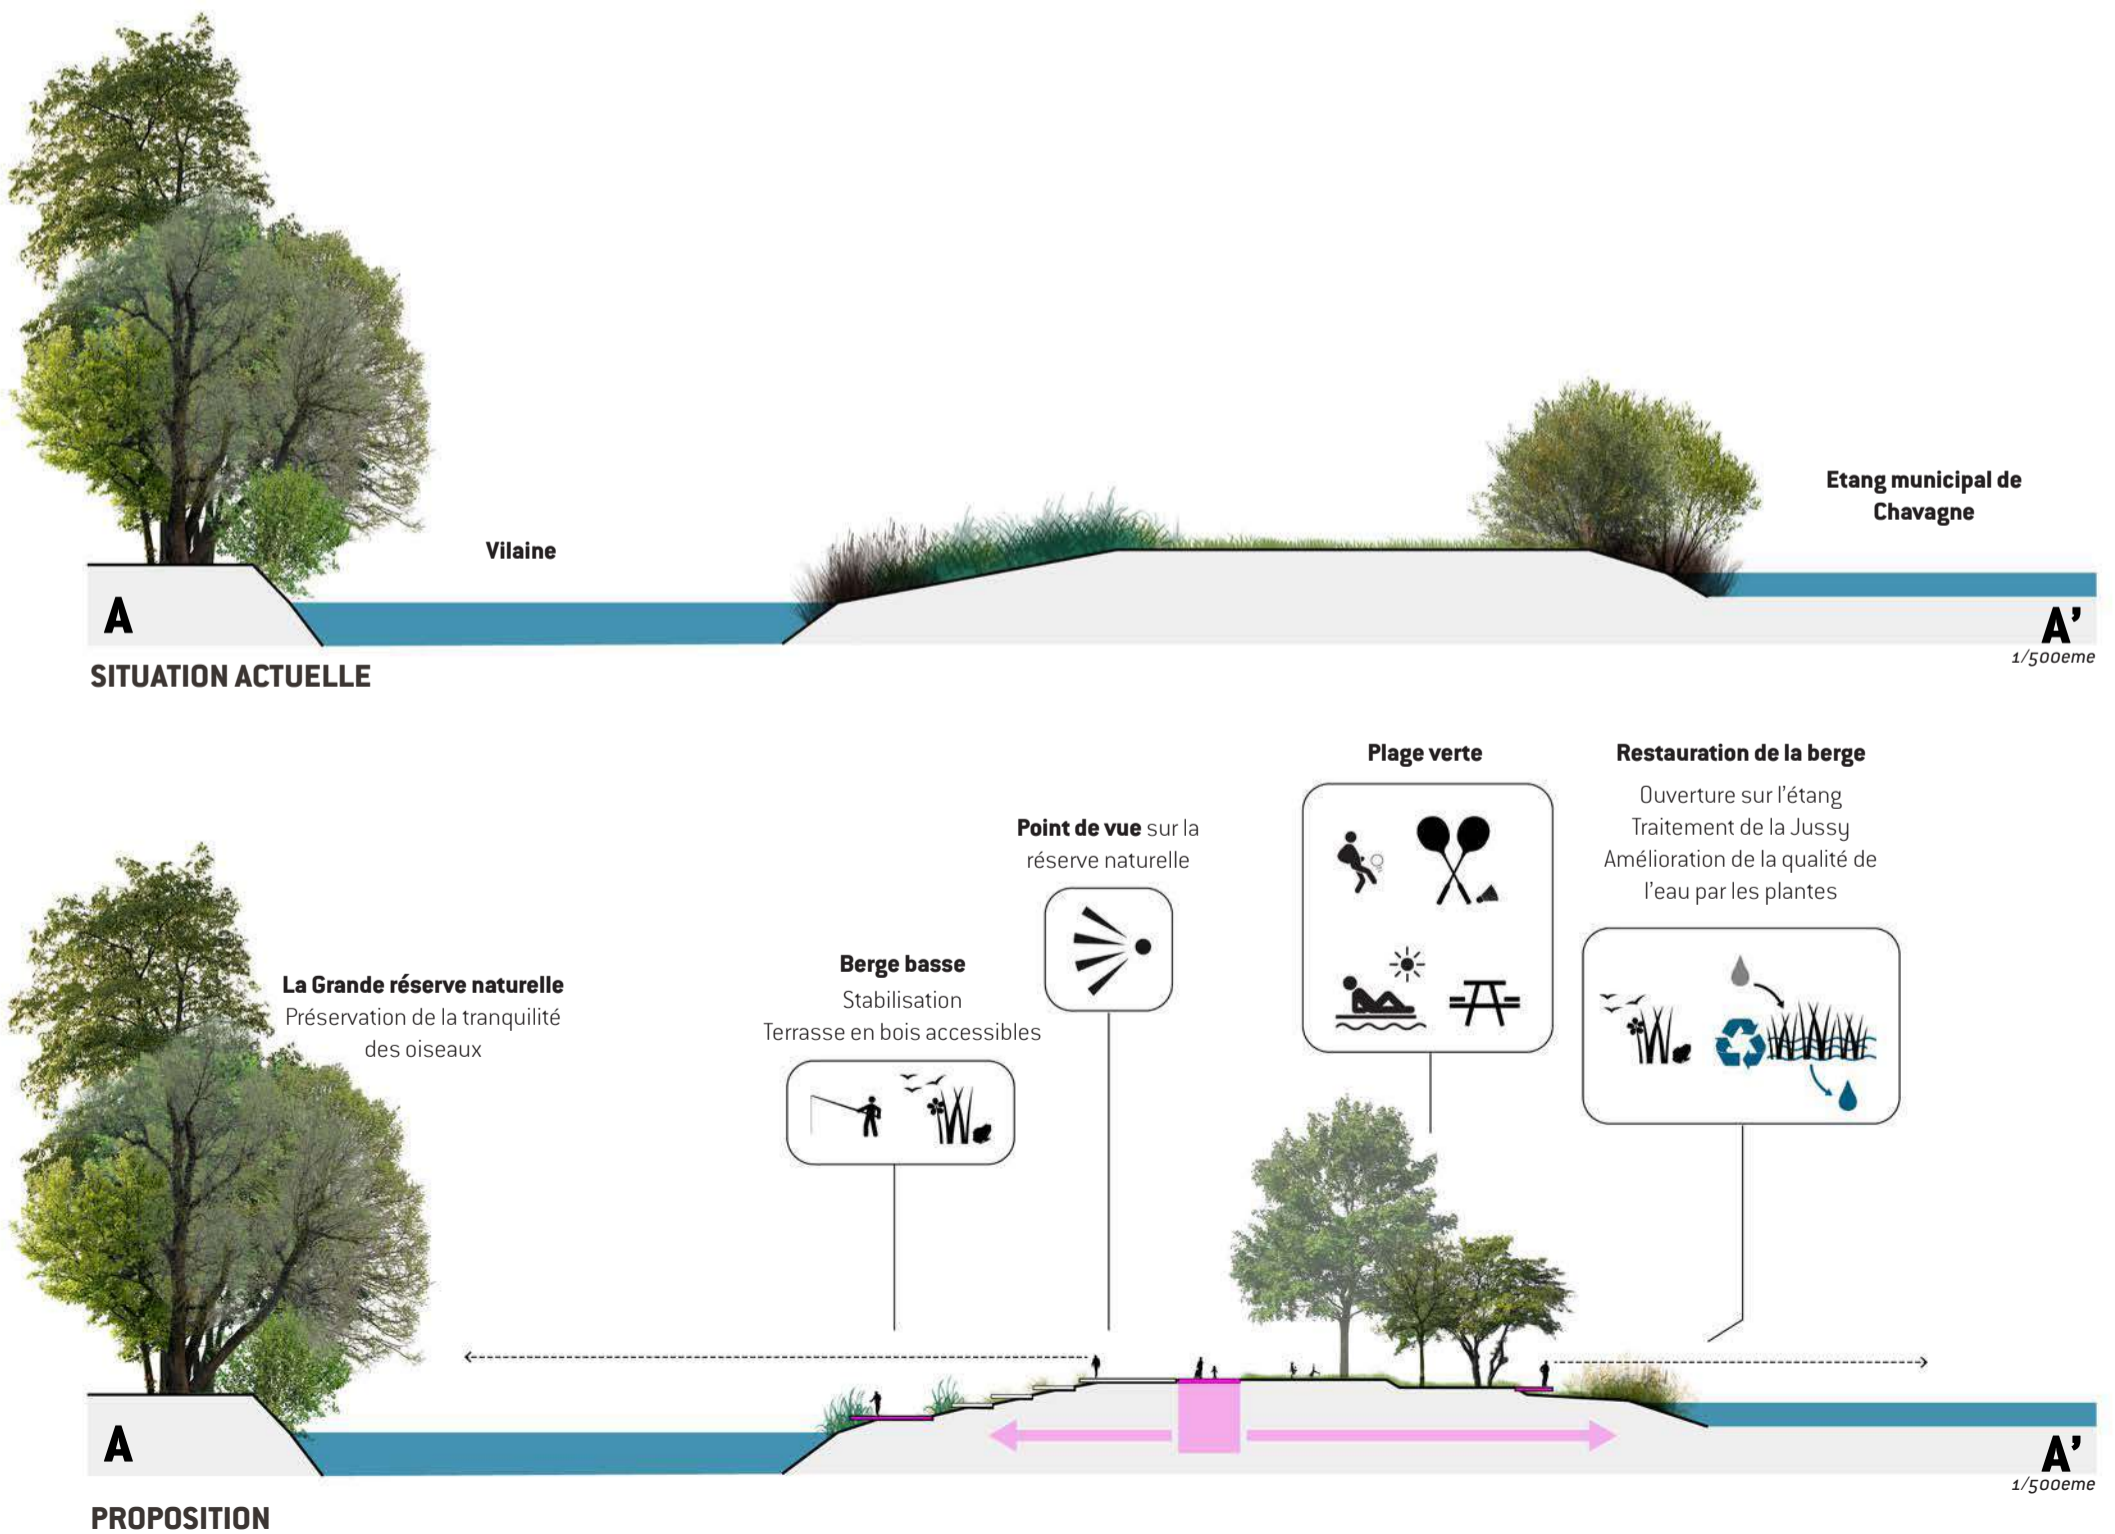 Etang municipal de
Chavagne
Vilaine
A
A’
1/500eme
SITUATION ACTUELLE
Plage verte
Restauration de la berge
Ouverture sur l’étang
Traitement de la Jussy
Amélioration de la qualité de
l’eau par les plantes
Point de vue sur la
réserve naturelle
Berge basse
Stabilisation
Terrasse en bois accessibles
La Grande réserve naturelle
Préservation de la tranquilité
des oiseaux
A
A’
1/500eme
PROPOSITION